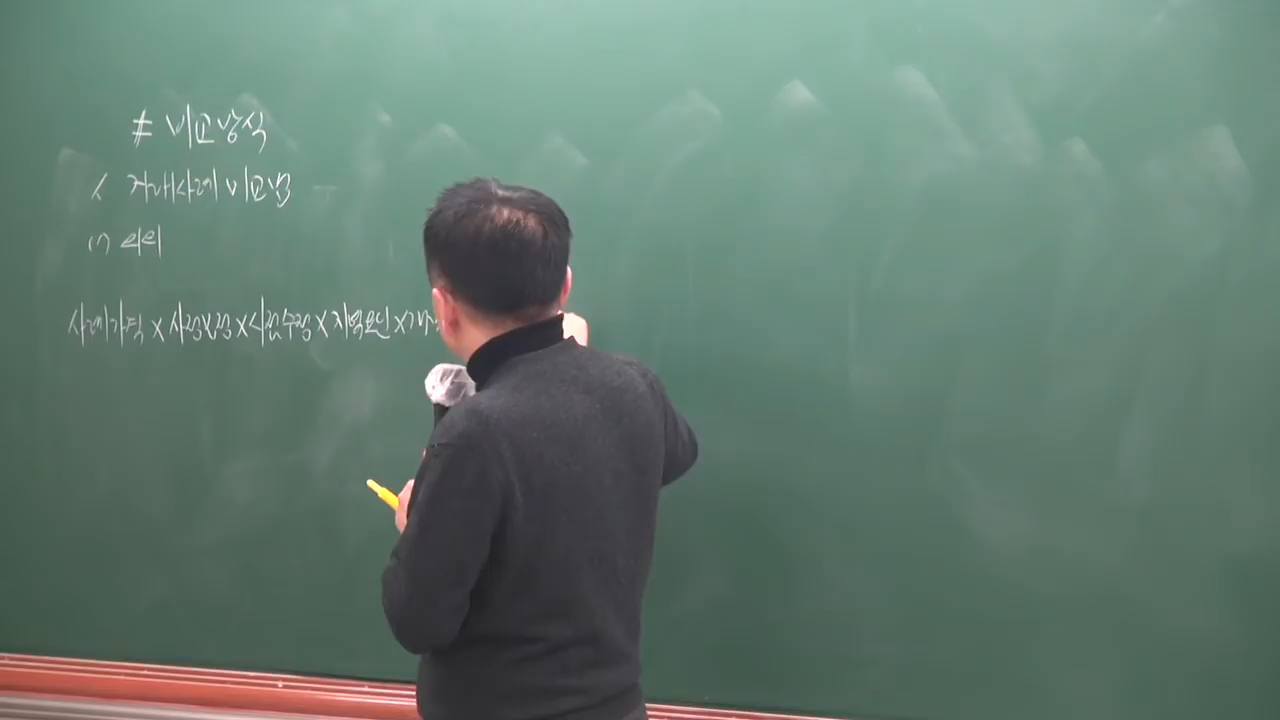 # 비교방식
1. 거래사례비교법
(1) 의의
사례가격 × 사정보정 × 시점수정 × 지역요인 ×